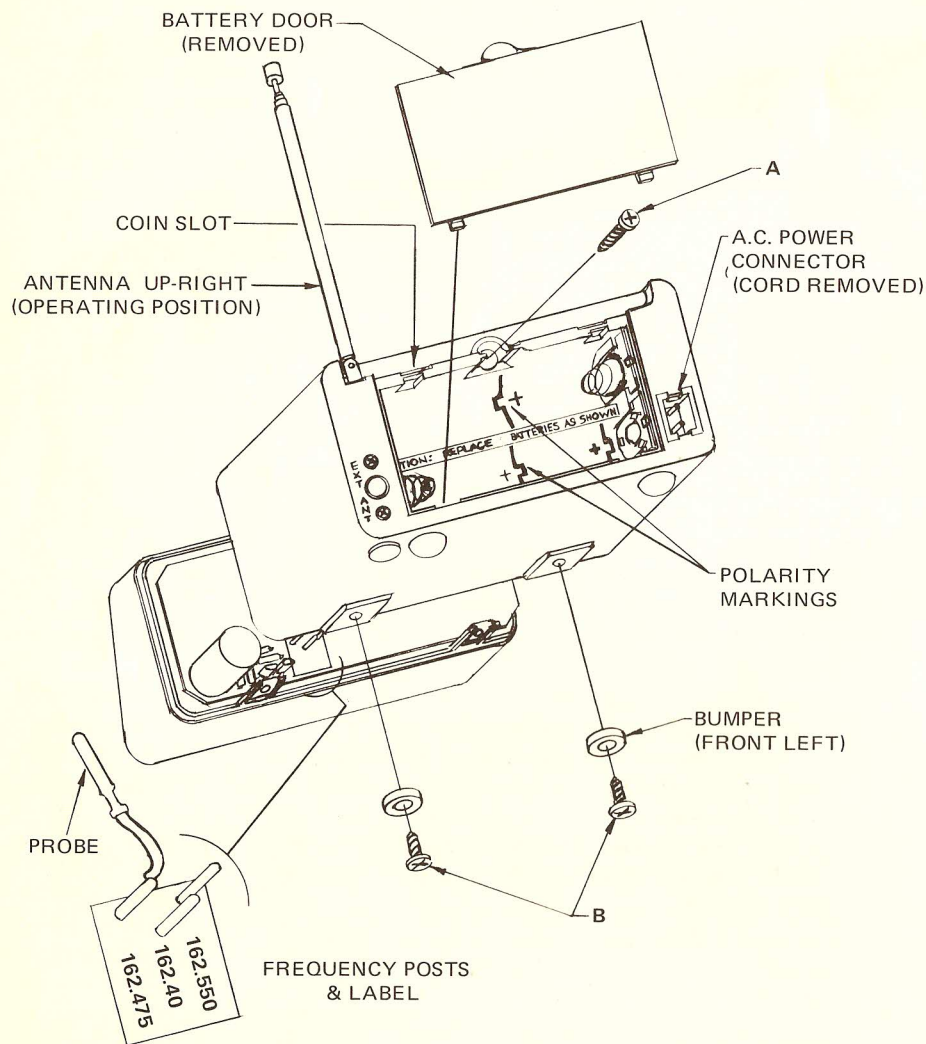 BATTERY DOOR
(REMOVED)
A
COIN SLOT
A.C. POWER
CONNECTOR
(CORD REMOVED)
ANTENNA UP-RIGHT
(OPERATING POSITION)
TION: REPLACE BATTERIES AS SHOWN
EXT ANT
POLARITY
MARKINGS
BUMPER
(FRONT LEFT)
PROBE
B
162.550
162.40
162.475
FREQUENCY POSTS
& LABEL